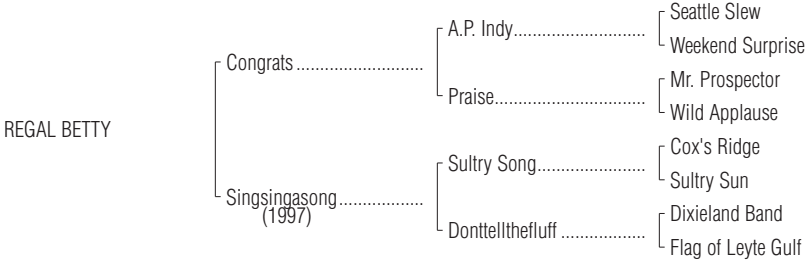 Seattle Slew
A.P. Indy..............................
Weekend Surprise
Congrats ...........................
Mr. Prospector
Praise..................................
Wild Applause
REGAL BETTY
Cox's Ridge
Sultry Song.........................
Sultry Sun
Singsingasong..................
(1997)
Dixieland Band
Donttellthefluff ..................
Flag of Leyte Gulf